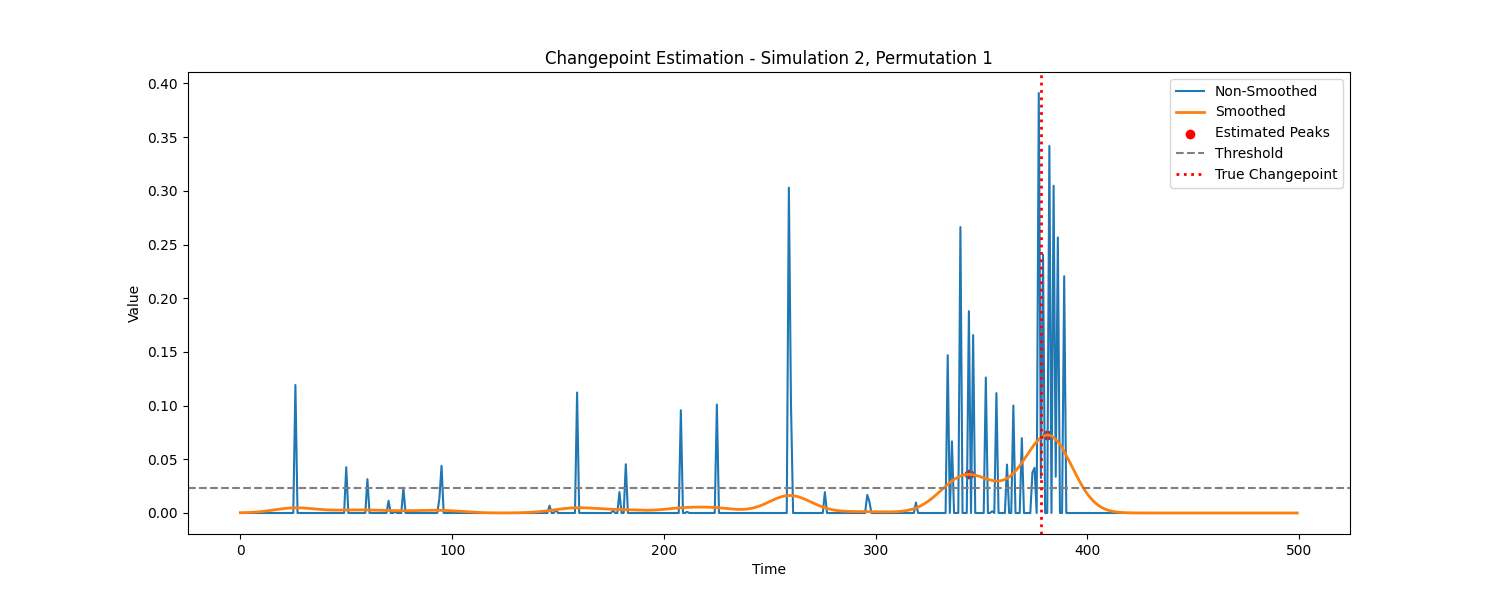 Changepoint Estimation - Simulation 2, Permutation 1
0.40
0.35
0.30
0.25
0.20
0.15
0.10
0.05
0.00
Value
Non-Smoothed
Smoothed
Estimated Peaks
Threshold
True Changepoint
0
100
200
300
400
500
Time